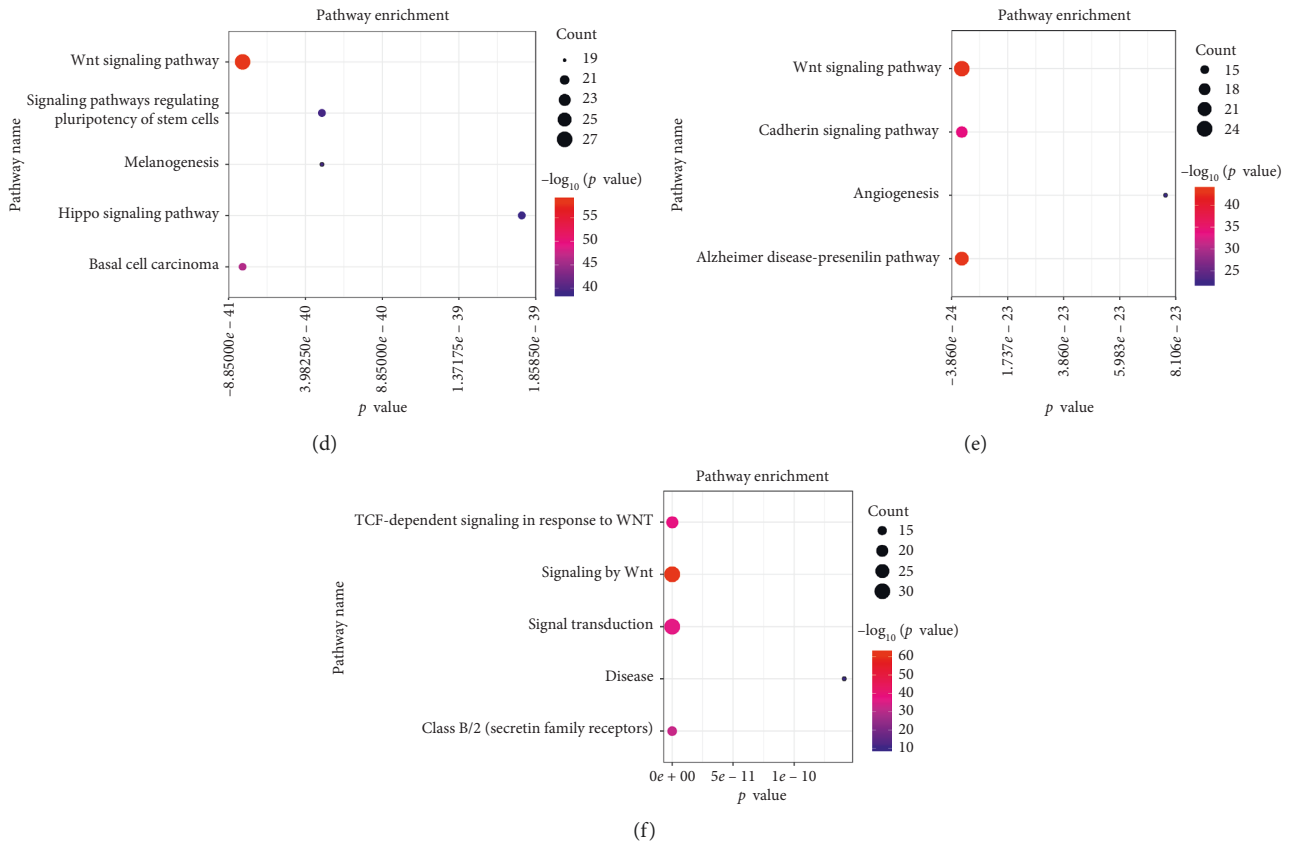 Pathway enrichment
Pathway name
Wnt signaling pathway
Signaling pathways regulating
pluripotency of stem cells
Melanogenesis
Hippo signaling pathway
Basal cell carcinoma
−8.85000e − 41
3.98250e − 40
8.85000e − 40
1.37175e − 39
1.85850e − 39
p value
Count
19
21
23
25
27
−log10 (p value)
55
50
45
40
(d)
Pathway enrichment
Pathway name
Wnt signaling pathway
Cadherin signaling pathway
Angiogenesis
Alzheimer disease-presenilin pathway
−3.860e − 24
1.737e − 23
3.860e − 23
5.983e − 23
8.106e − 23
p value
Count
15
18
21
24
−log10 (p value)
40
35
30
25
(e)
Pathway enrichment
Pathway name
TCF-dependent signaling in response to WNT
Signaling by Wnt
Signal transduction
Disease
Class B/2 (secretin family receptors)
0e + 00 5e − 11 1e − 10
p value
Count
15
20
25
30
−log10 (p value)
60
50
40
30
20
10
(f)